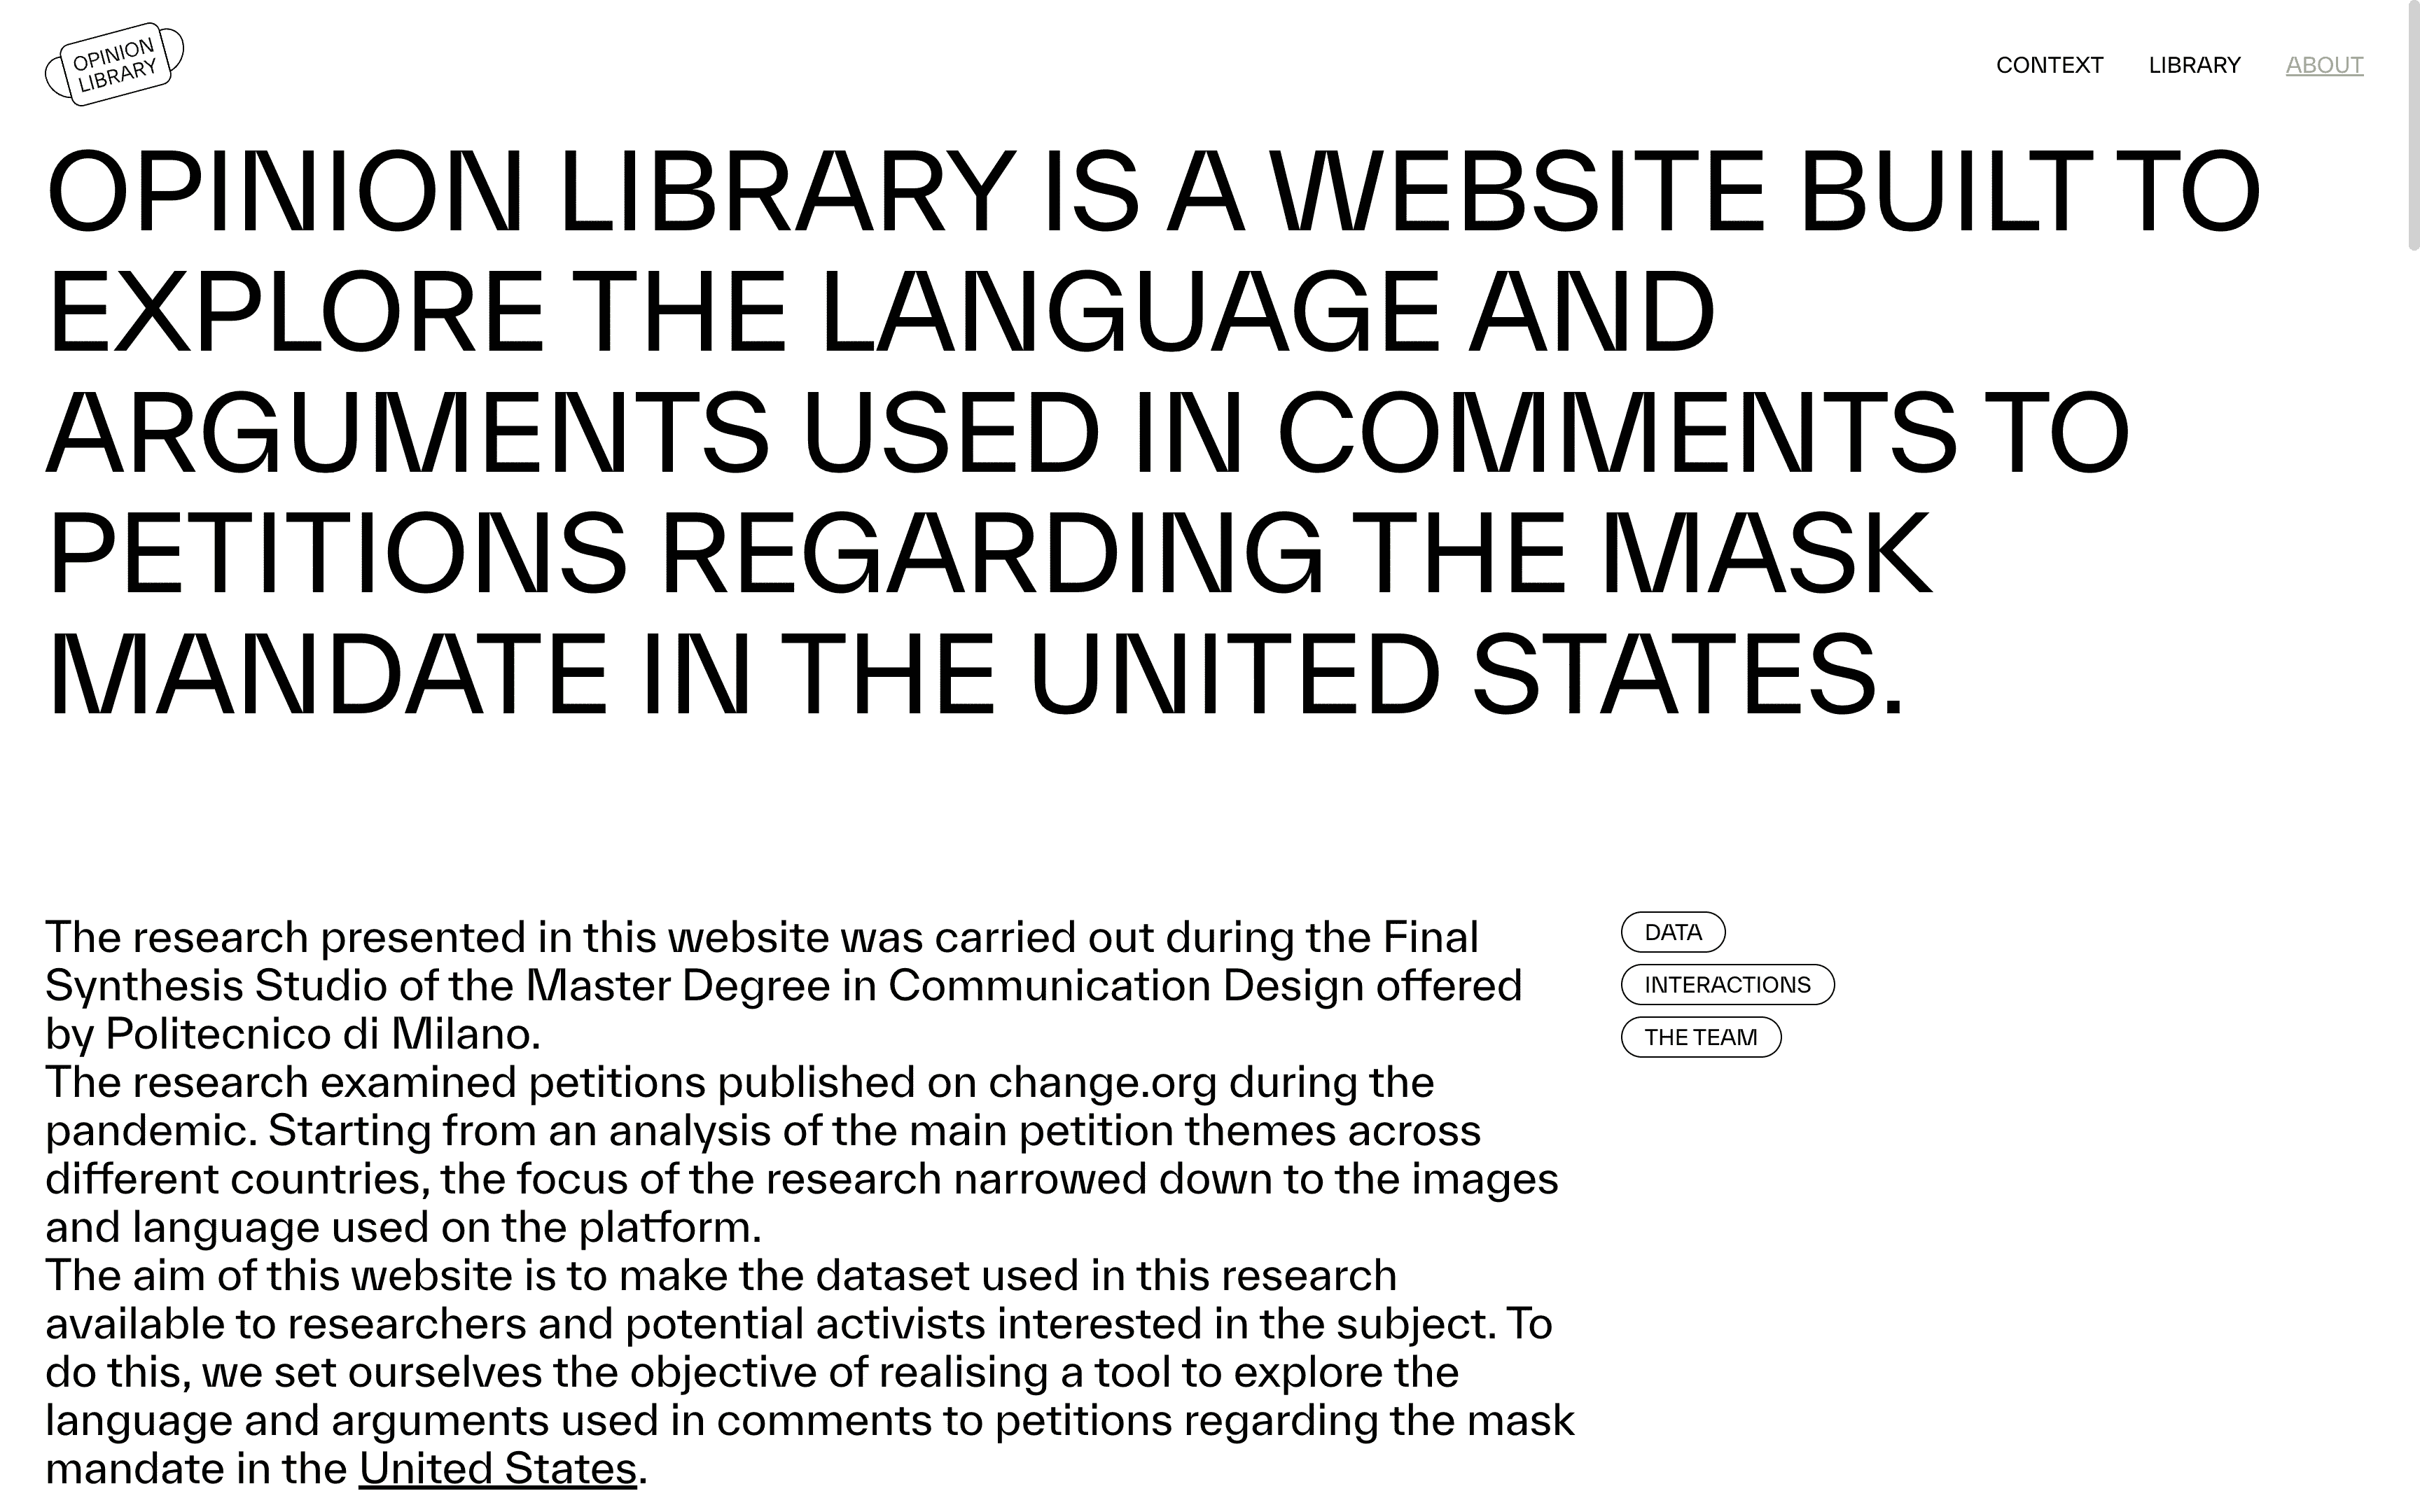 OPINION
LIBRARY
CONTEXT
LIBRARY
ABOUT
OPINION LIBRARY IS A WEBSITE BUILT TO
EXPLORE THE LANGUAGE AND
ARGUMENTS USED IN COMMENTS TO
PETITIONS REGARDING THE MASK
MANDATE IN THE UNITED STATES.
The research presented in this website was carried out during the Final
Synthesis Studio of the Master Degree in Communication Design offered
by Politecnico di Milano.
The research examined petitions published on change.org during the
pandemic. Starting from an analysis of the main petition themes across
different countries, the focus of the research narrowed down to the images
and language used on the platform.
The aim of this website is to make the dataset used in this research
available to researchers and potential activists interested in the subject. To
do this, we set ourselves the objective of realising a tool to explore the
language and arguments used in comments to petitions regarding the mask
mandate in the United States.
DATA
INTERACTIONS
THE TEAM